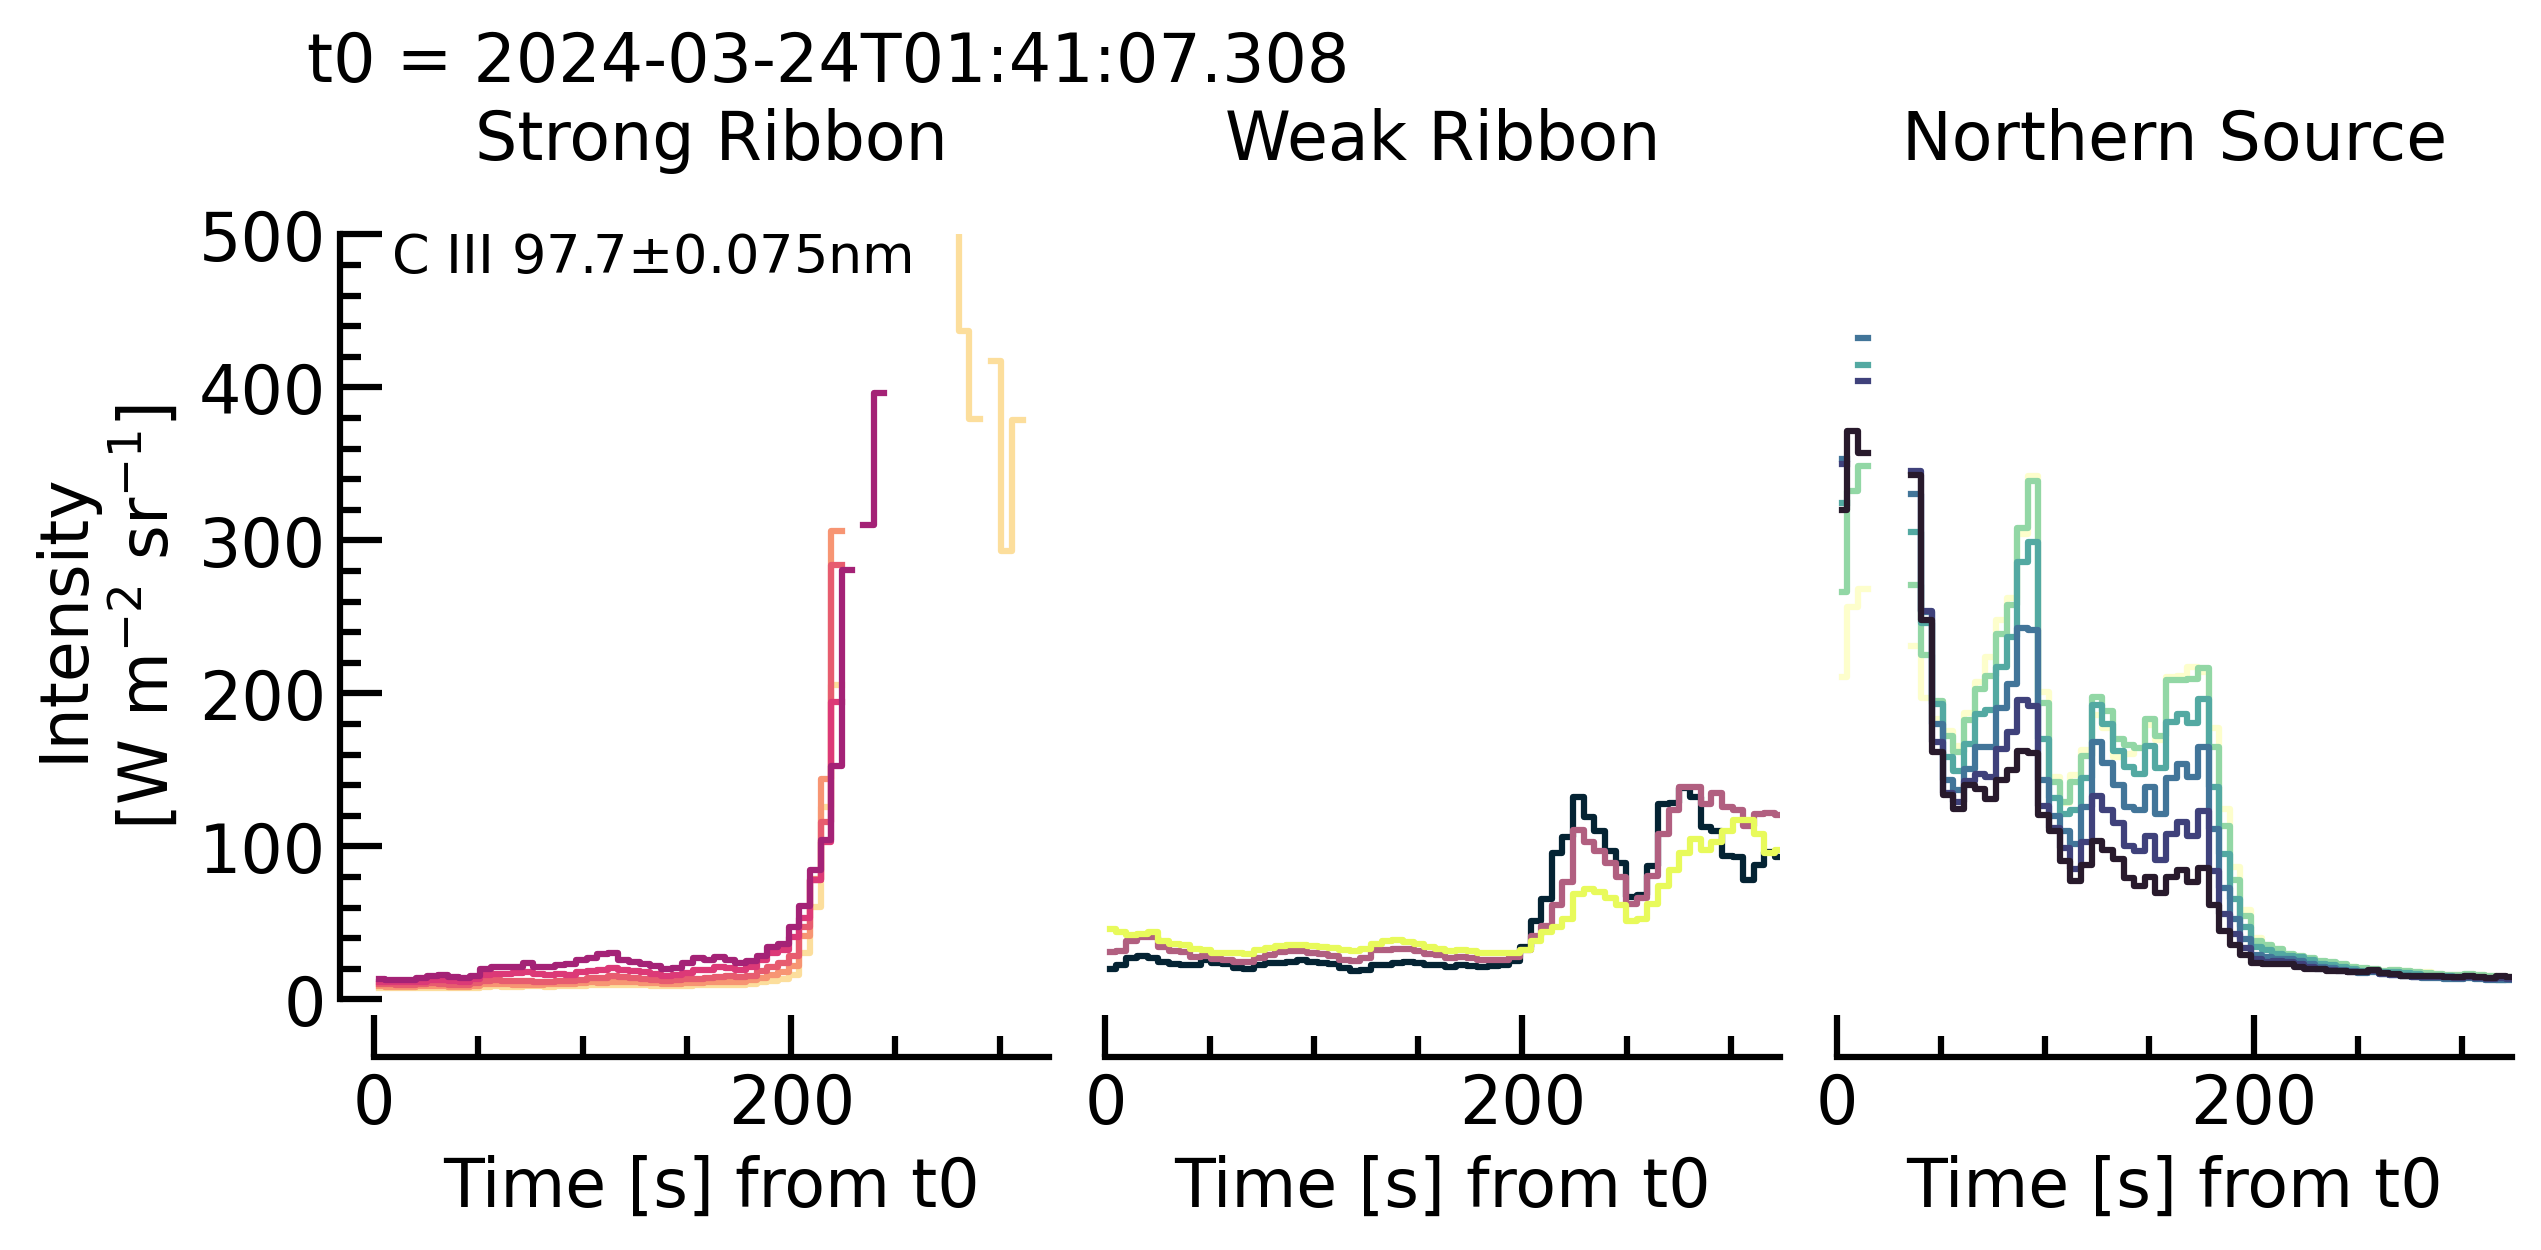 t0 = 2024-03-24T01:41:07.308
Strong Ribbon
Weak Ribbon
Northern Source
C III 97.7±0.075nm
Intensity
[W m⁻² sr⁻¹]
500
400
300
200
100
0
0 200
0 200
0 200
Time [s] from t0
Time [s] from t0
Time [s] from t0